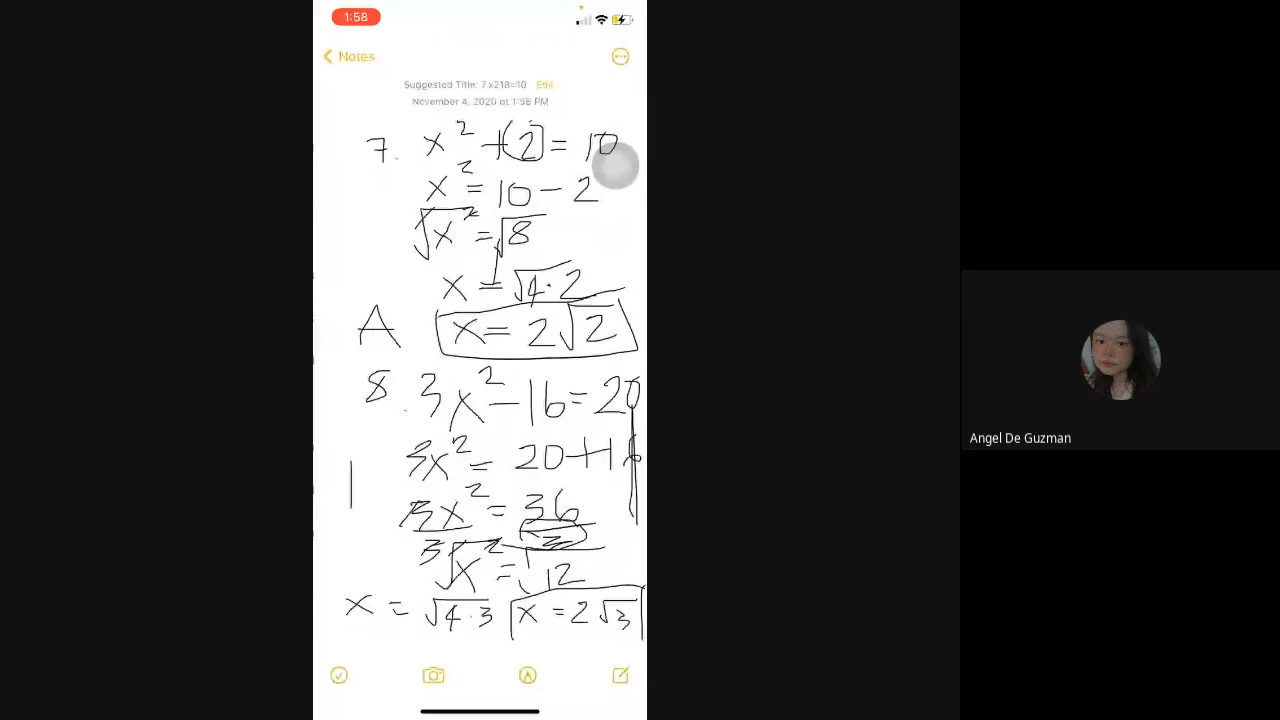 1:58
Notes
Suggested Title: 7 x218=10 Edit
November 4, 2020 at 1:58 PM
7. x² + (2) = 10
x² = 10 - 2
√x² = √8
x = √4·2
A x = 2√2
8. 3x² - 16 = 20
3x² = 20 + 16
3x² = 36
3 3
√x² = √12
x = √4·3 x = 2√3
Angel De Guzman